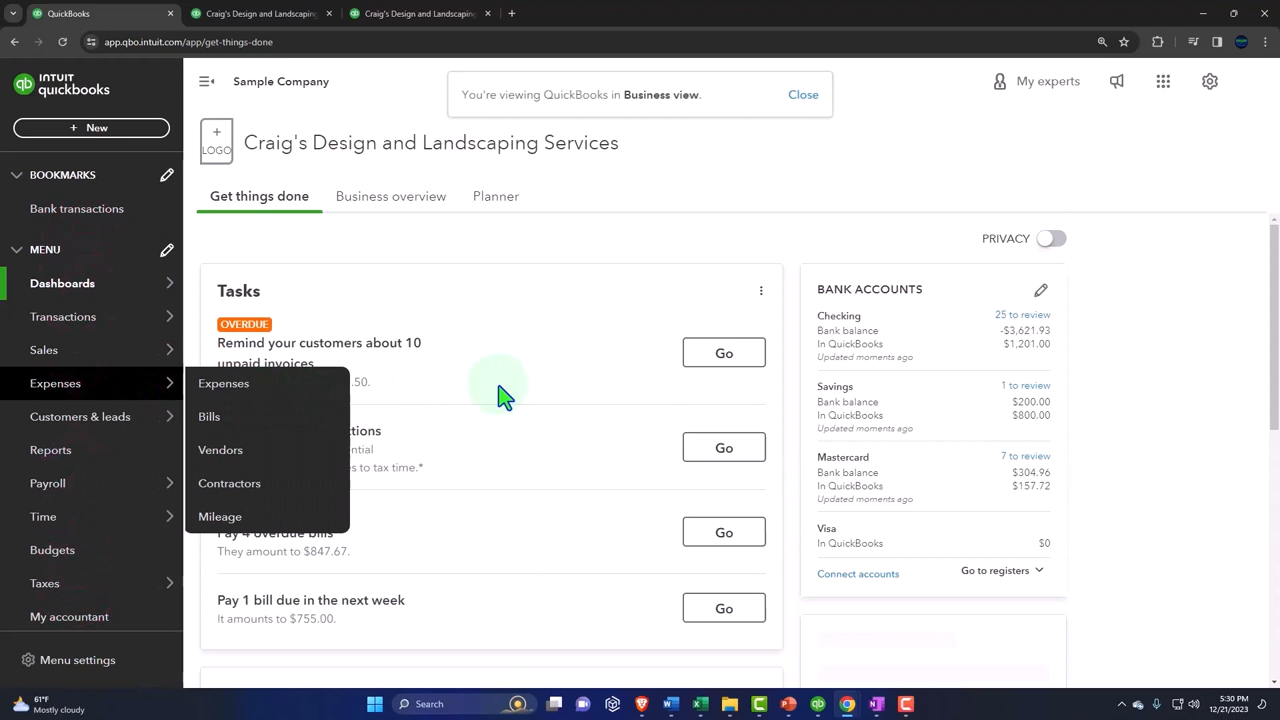 QuickBooks
Craig's Design and Landscaping
Craig's Design and Landscaping
app.qbo.intuit.com/app/get-things-done
INTUIT
quickbooks
+ New
BOOKMARKS
Bank transactions
MENU
Dashboards
Transactions
Sales
Expenses
Customers & leads
Reports
Payroll
Time
Budgets
Taxes
My accountant
Menu settings
Expenses
Bills
Vendors
Contractors
Mileage
Sample Company
You're viewing QuickBooks in Business view.
Close
My experts
+
LOGO
Craig's Design and Landscaping Services
Get things done
Business overview
Planner
PRIVACY
Tasks
OVERDUE
Remind your customers about 10
unpaid invoices
.50.
Go
Go
Pay 4 overdue bills
They amount to $847.67.
Go
Pay 1 bill due in the next week
It amounts to $755.00.
Go
BANK ACCOUNTS
Checking
25 to review
Bank balance
-$3,621.93
In QuickBooks
$1,201.00
Updated moments ago
Savings
1 to review
Bank balance
$200.00
In QuickBooks
$800.00
Updated moments ago
Mastercard
7 to review
Bank balance
$304.96
In QuickBooks
$157.72
Updated moments ago
Visa
In QuickBooks
$0
Connect accounts
Go to registers
61°F
Mostly cloudy
Search
5:30 PM
12/21/2023